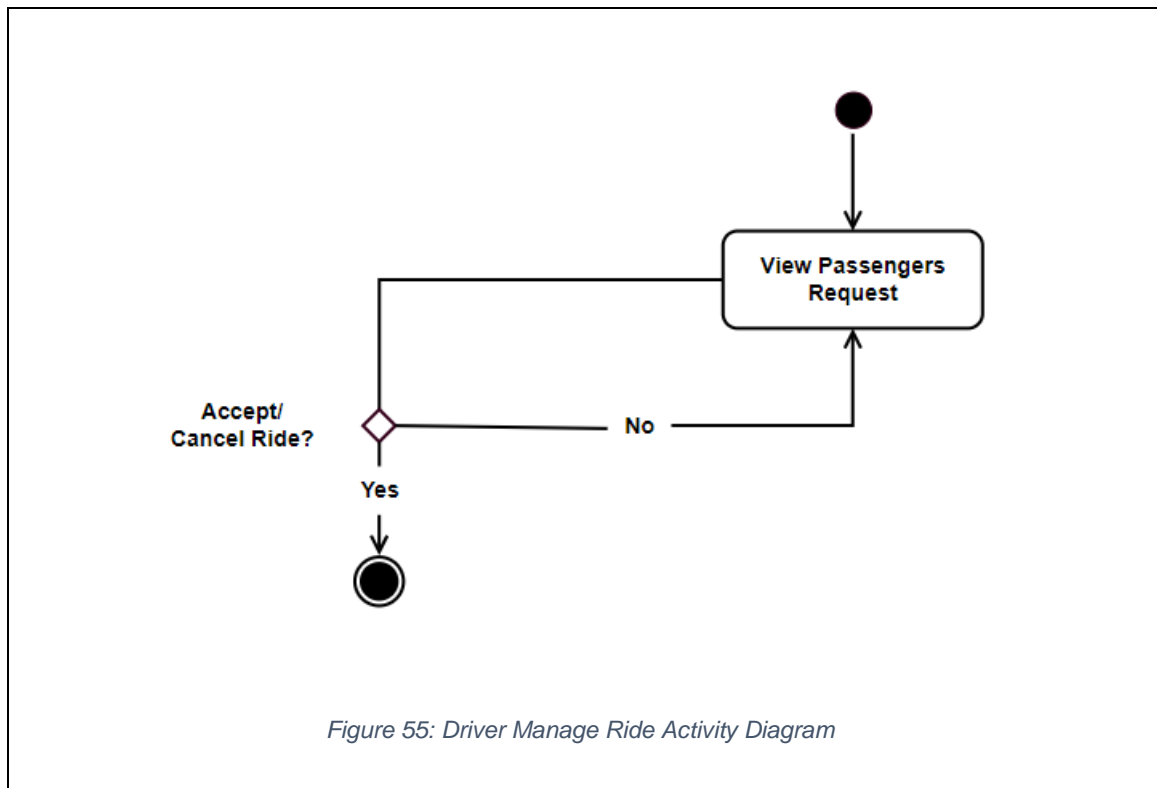 View Passengers
Request
Accept/
Cancel Ride?
No
Yes
Figure 55: Driver Manage Ride Activity Diagram